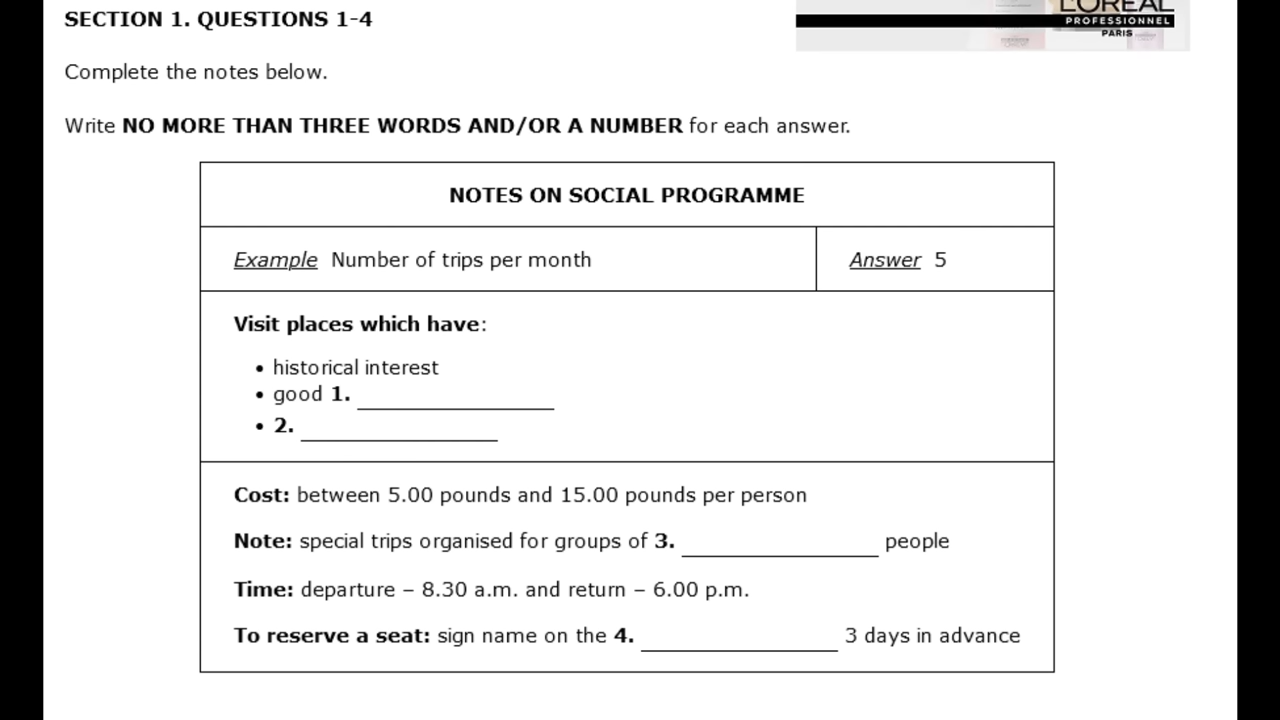 SECTION 1. QUESTIONS 1-4
L'ORÉAL
PROFESSIONNEL
PARIS
Complete the notes below.
Write NO MORE THAN THREE WORDS AND/OR A NUMBER for each answer.
NOTES ON SOCIAL PROGRAMME
Example Number of trips per month
Answer 5
Visit places which have:
• historical interest
• good 1. ____________
• 2. ____________
Cost: between 5.00 pounds and 15.00 pounds per person
Note: special trips organised for groups of 3. ____________ people
Time: departure – 8.30 a.m. and return – 6.00 p.m.
To reserve a seat: sign name on the 4. ____________ 3 days in advance